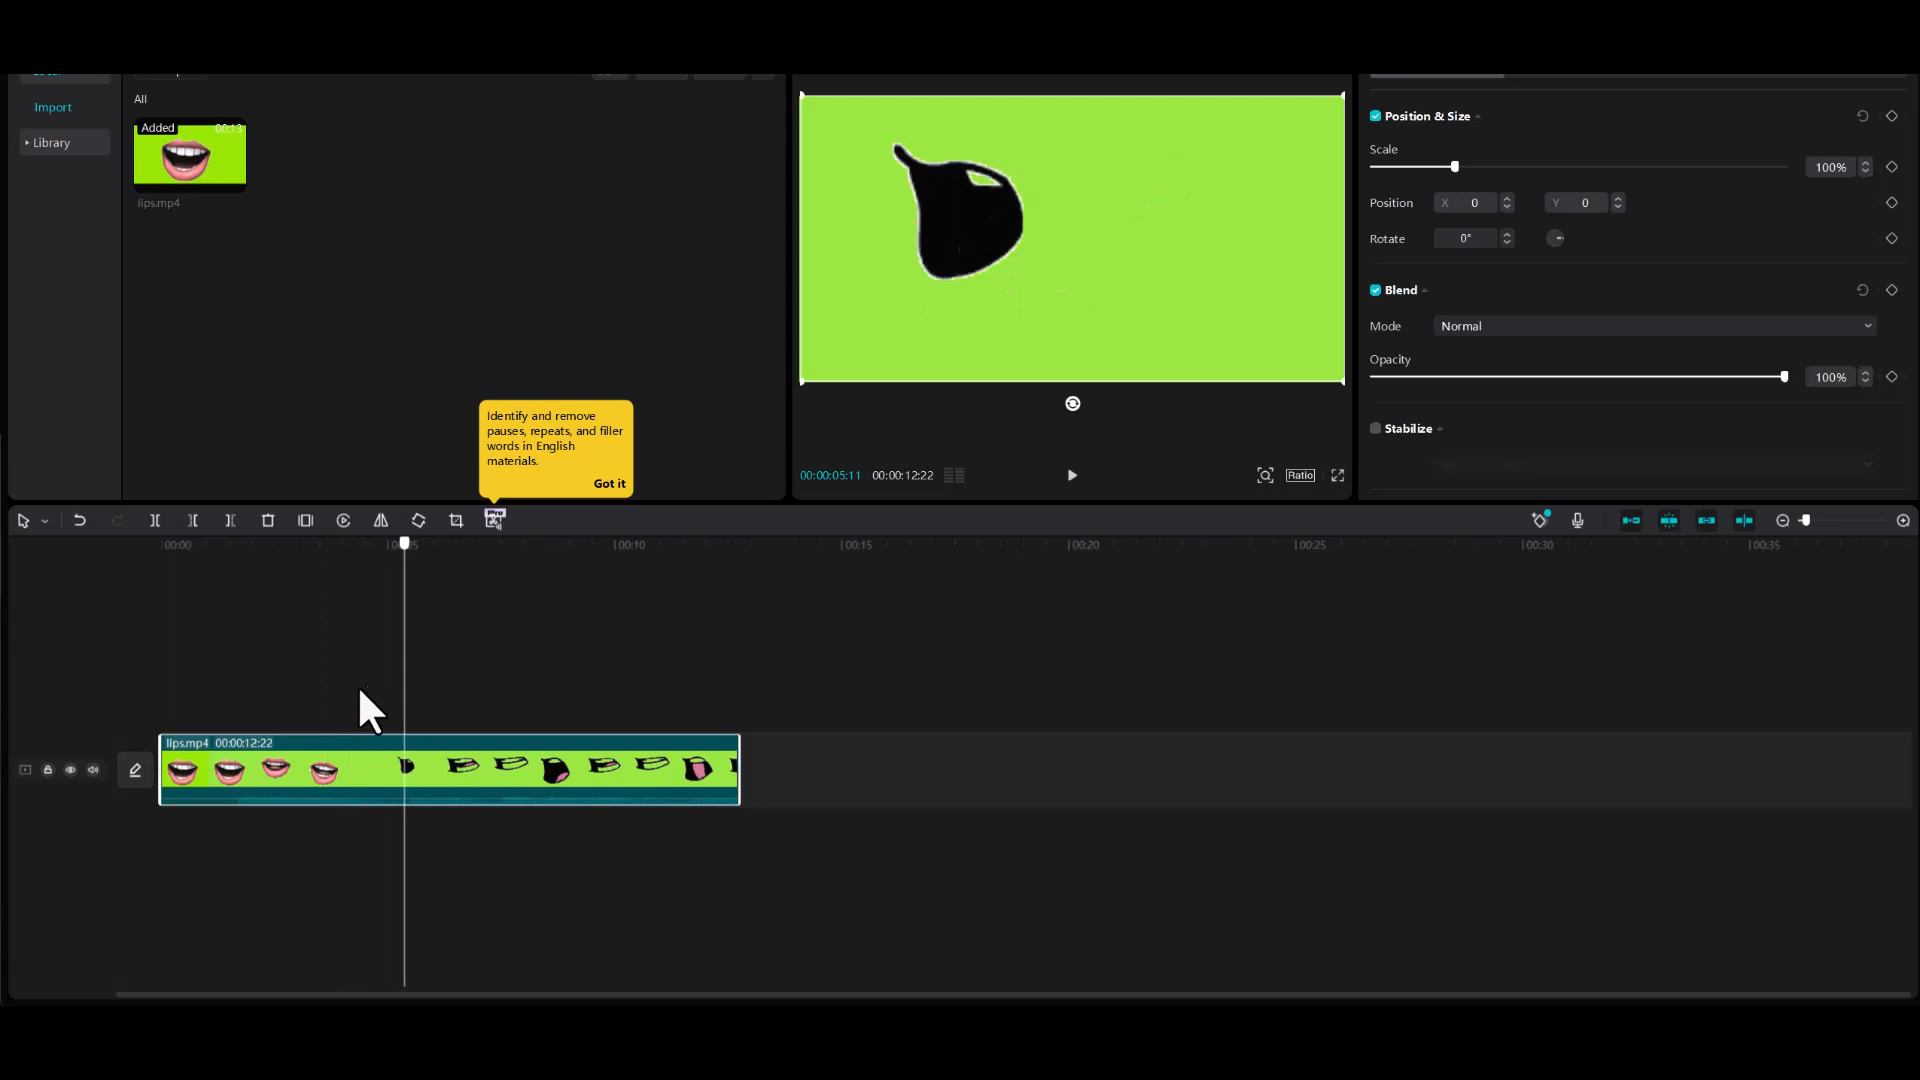 Import
Library
All
Added 00:13
lips.mp4
Identify and remove
pauses, repeats, and filler
words in English
materials.
Got it
00:00:05:11 00:00:12:22
Ratio
Position & Size
Scale
100%
Position X 0 Y 0
Rotate 0°
Blend
Mode Normal
Opacity
100%
Stabilize
Pro
00:00 00:10 00:15 00:20 00:25 00:30 00:35
lips.mp4 00:00:12:22